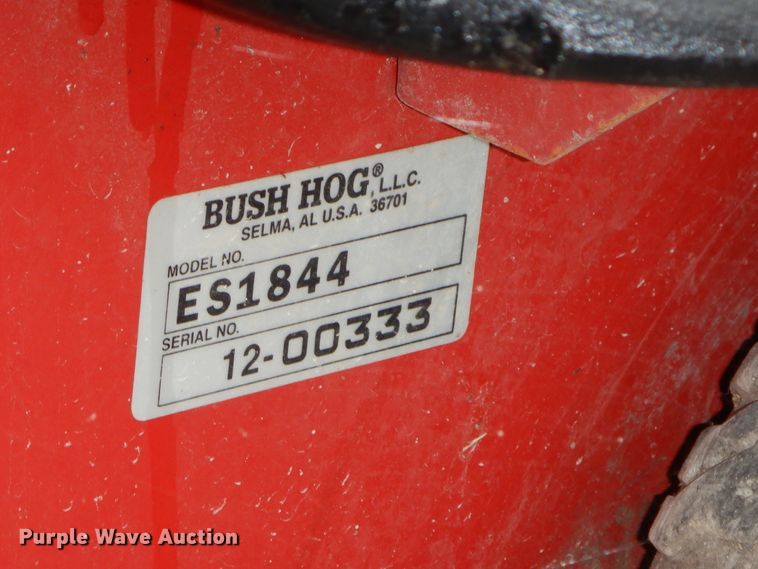 BUSH HOG®, L.L.C.
SELMA, AL U.S.A. 36701
MODEL NO.
ES1844
SERIAL NO.
12-00333
Purple Wave Auction ®